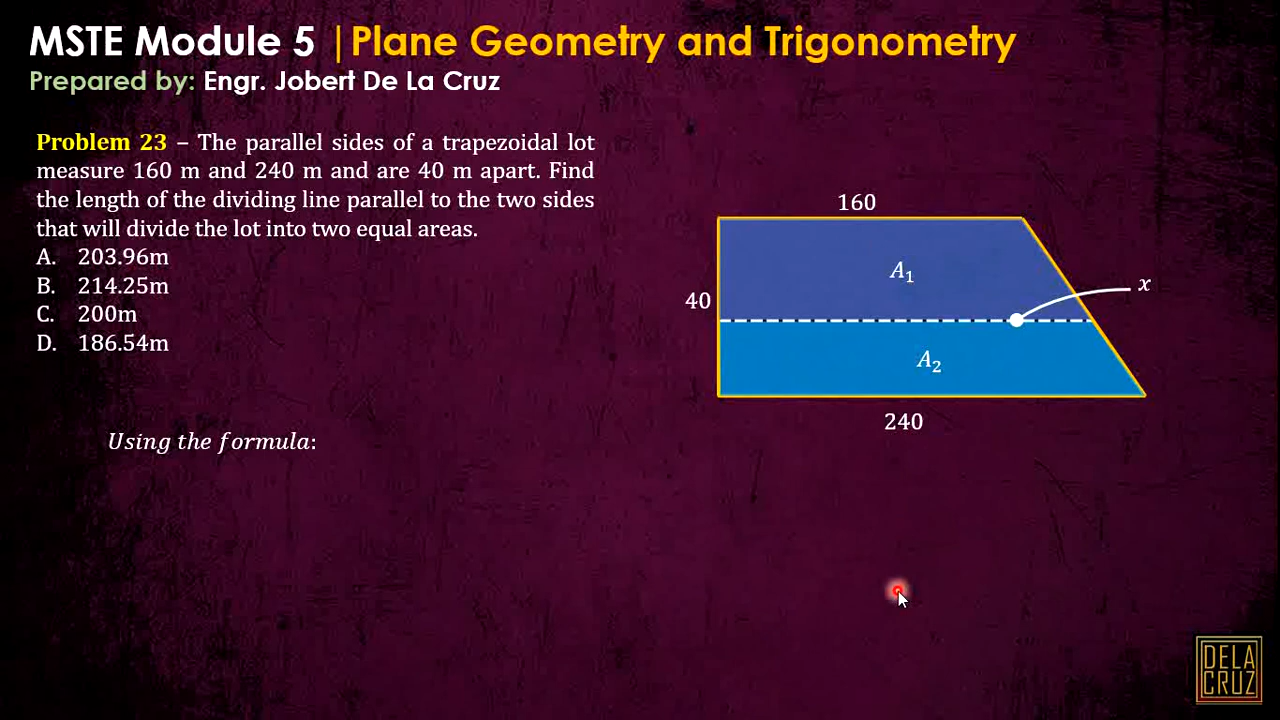 MSTE Module 5 | Plane Geometry and Trigonometry
Prepared by: Engr. Jobert De La Cruz
Problem 23 – The parallel sides of a trapezoidal lot
measure 160 m and 240 m and are 40 m apart. Find
the length of the dividing line parallel to the two sides
that will divide the lot into two equal areas.
A. 203.96m
B. 214.25m
C. 200m
D. 186.54m
Using the formula:
160
A₁
x
40
A₂
240
DELA
CRUZ